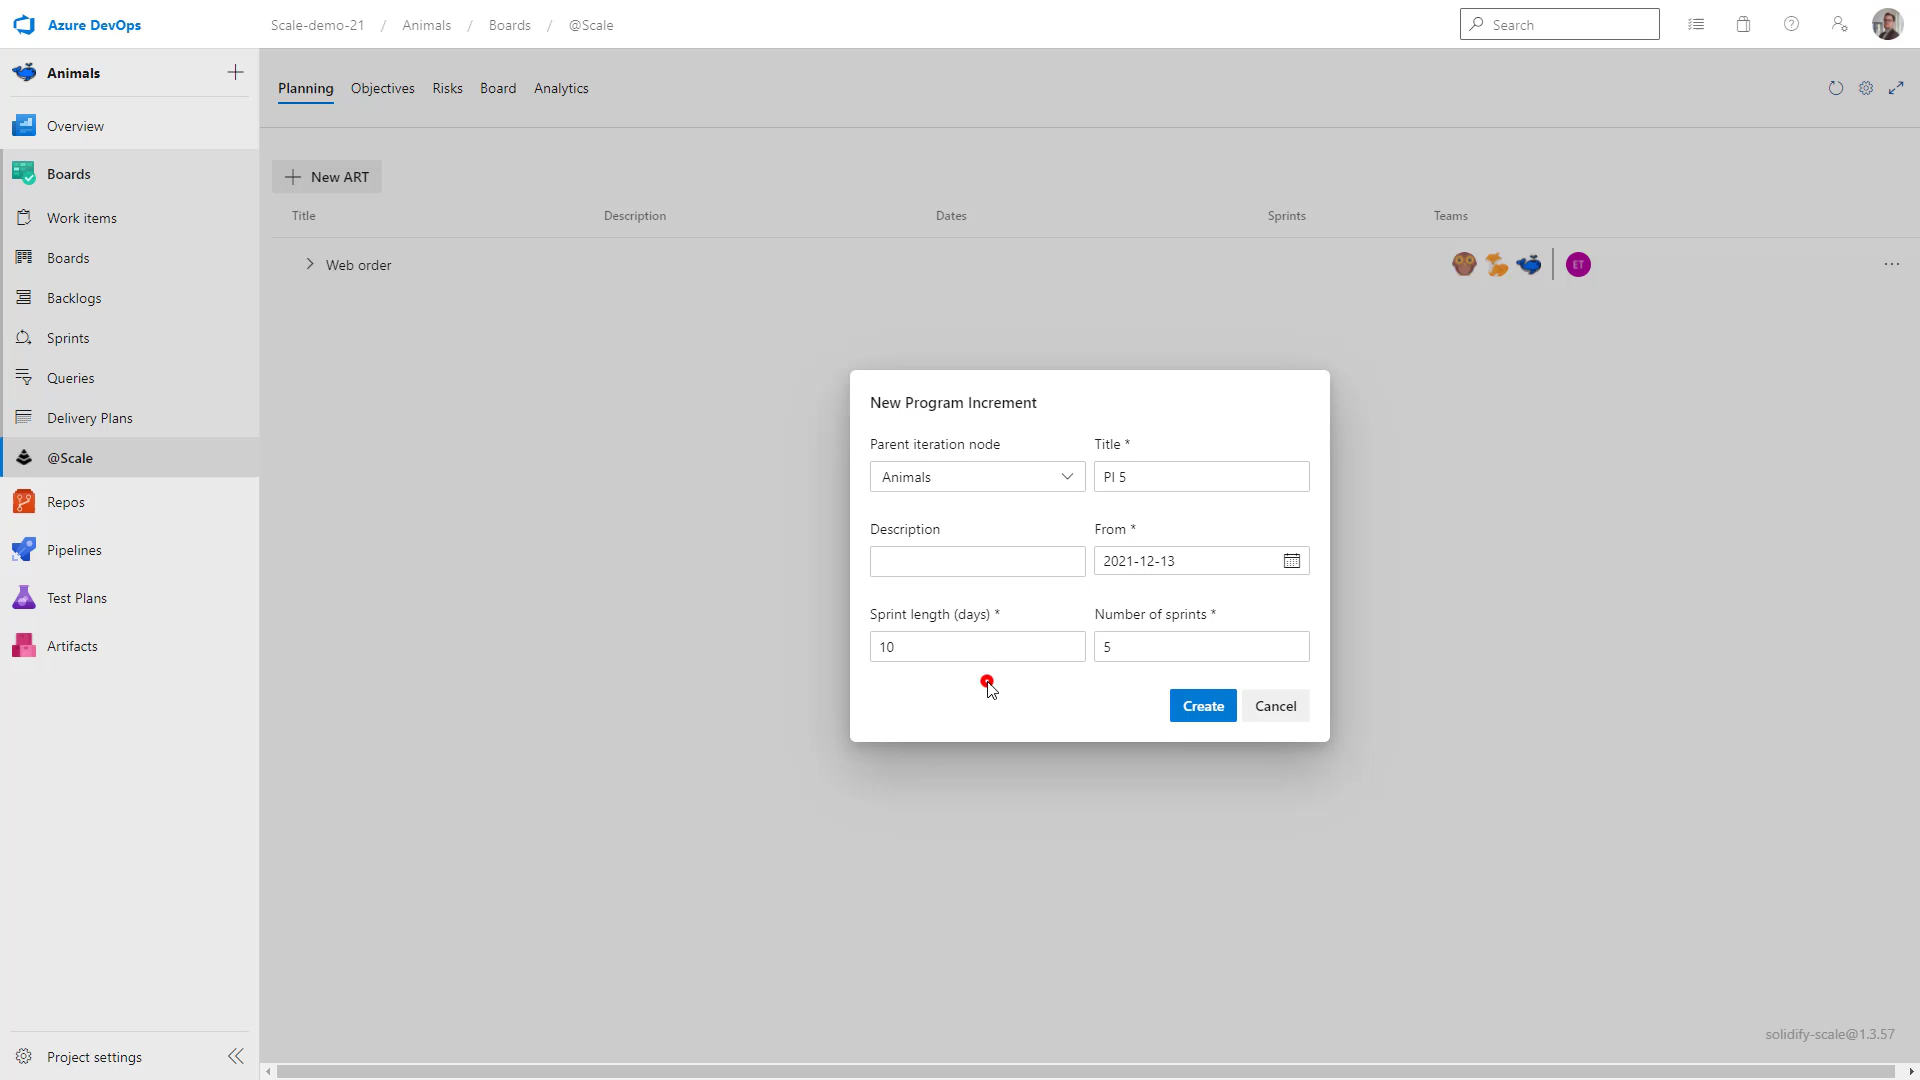 Azure DevOps
Scale-demo-21 / Animals / Boards / @Scale
Search
Animals
Overview
Boards
Work items
Boards
Backlogs
Sprints
Queries
Delivery Plans
@Scale
Repos
Pipelines
Test Plans
Artifacts
Project settings
Planning Objectives Risks Board Analytics
New ART
Title Description Dates Sprints Teams
Web order ET
New Program Increment
Parent iteration node Title *
Animals PI 5
Description From *
2021-12-13
Sprint length (days) * Number of sprints *
10 5
Create Cancel
solidify-scale@1.3.57